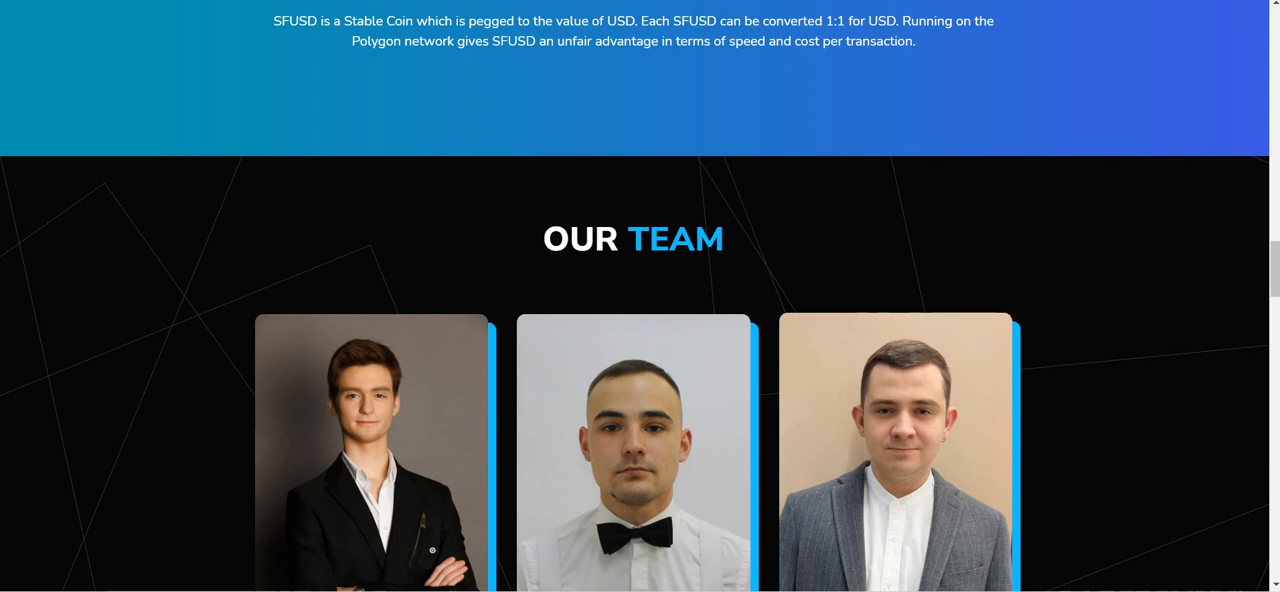 SFUSD is a Stable Coin which is pegged to the value of USD. Each SFUSD can be converted 1:1 for USD. Running on the
Polygon network gives SFUSD an unfair advantage in terms of speed and cost per transaction.
OUR TEAM